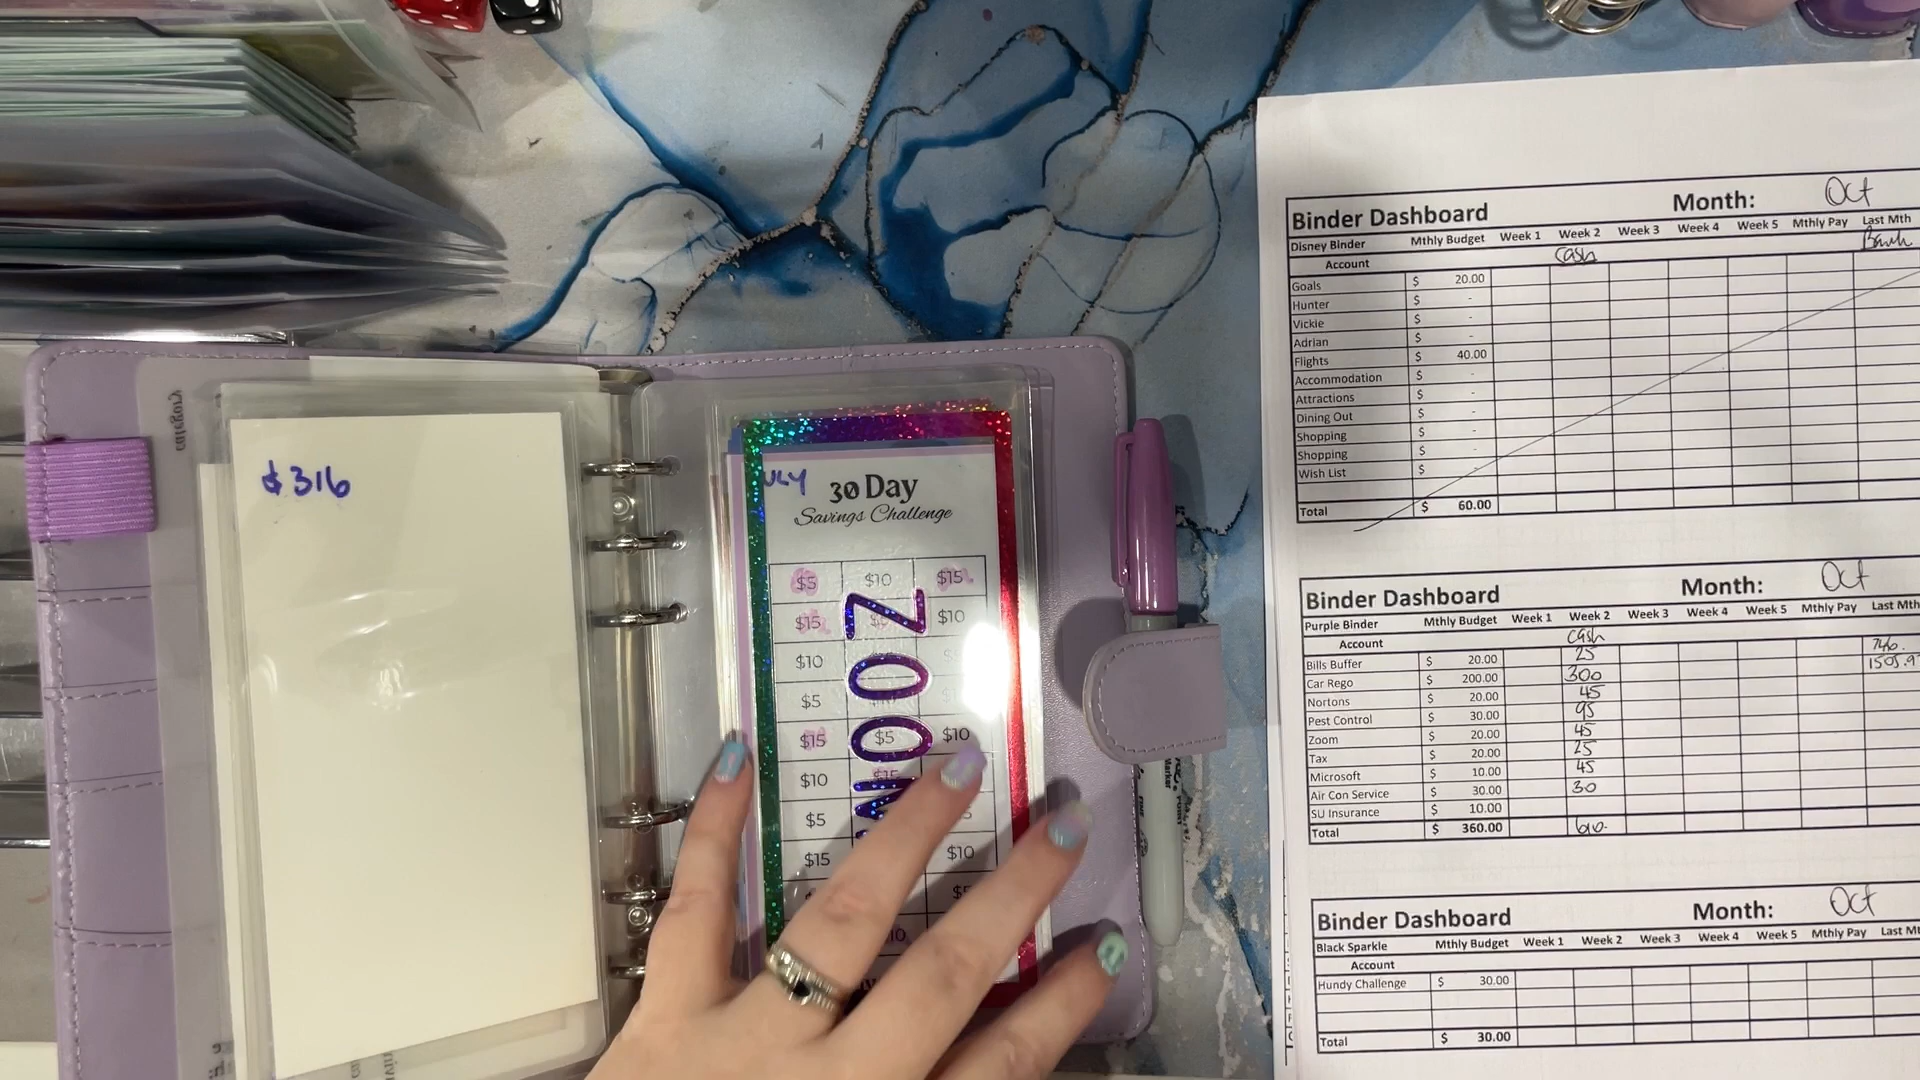 $316
JULY
30 Day
Savings Challenge
$5 $10 $15
$15 $10
$10
$5
$15 $5 $10
$10 $15
$5
$15 $10
ZOOM
Binder Dashboard Month: Oct
Disney Binder Mthly Budget Week 1 Week 2 Week 3 Week 4 Week 5 Mthly Pay Last Mth
Account cash Bank
Goals $ 20.00
Hunter $ -
Vickie $ -
Adrian $ -
Flights $ 40.00
Accommodation $ -
Attractions $ -
Dining Out $ -
Shopping $ -
Shopping $ -
Wish List $ -
Total $ 60.00
Binder Dashboard Month: Oct
Purple Binder Mthly Budget Week 1 Week 2 Week 3 Week 4 Week 5 Mthly Pay Last Mth
Account cash
Bills Buffer $ 20.00 25 746.
Car Rego $ 200.00 300 1505.9
Nortons $ 20.00 45
Pest Control $ 30.00 95
Zoom $ 20.00 45
Tax $ 20.00 25
Microsoft $ 10.00 45
Air Con Service $ 30.00 30
SU Insurance $ 10.00
Total $ 360.00 610.
Binder Dashboard Month: Oct
Black Sparkle Mthly Budget Week 1 Week 2 Week 3 Week 4 Week 5 Mthly Pay Last Mt
Account
Hundy Challenge $ 30.00
Total $ 30.00